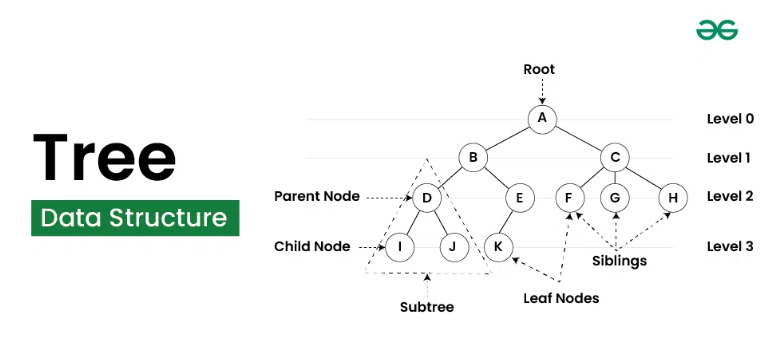 Tree
Data Structure
Root
A
Level 0
B
C
Level 1
Parent Node
D
E
F
G
H
Level 2
Child Node
I
J
K
Level 3
Siblings
Leaf Nodes
Subtree